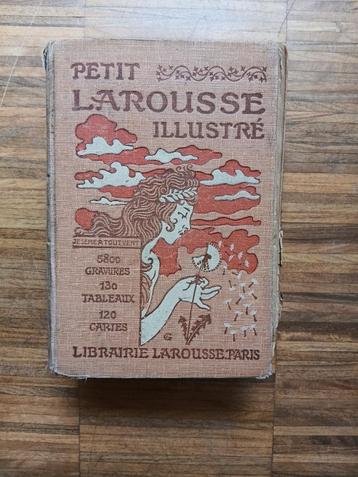 PETIT
LAROUSSE
ILLUSTRÉ
JE SÈME À TOUT VENT
5800
GRAVURES
130
TABLEAUX
120
CARTES
G
LIBRAIRIE LAROUSSE. PARIS